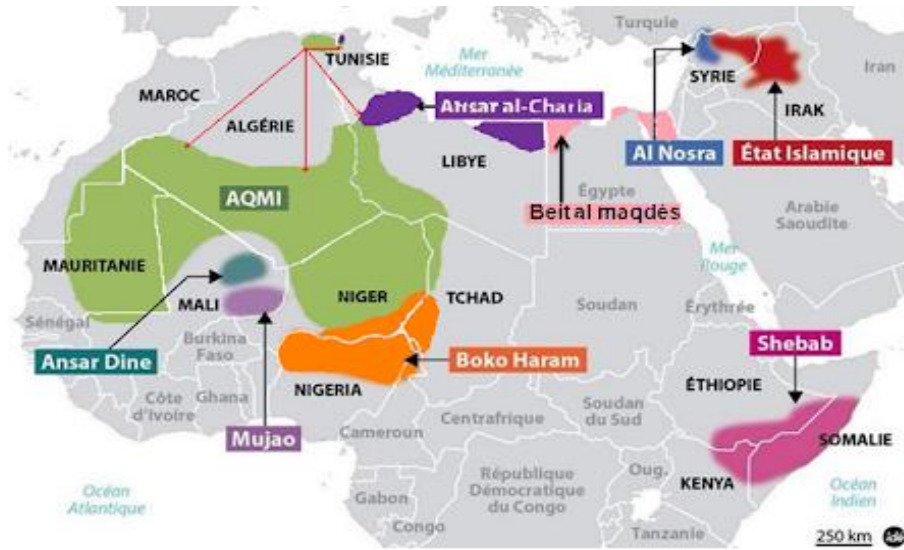 Turquie
Mer
Méditerranée
TUNISIE
SYRIE
Iran
MAROC
IRAK
ALGÉRIE
Ansar al-Charia
LIBYE
Al Nosra
État Islamique
Égypte
AQMI
Beit al maqdès
Arabie
Saoudite
Mer
Rouge
MAURITANIE
NIGER
TCHAD
MALI
Soudan
Érythrée
Sénégal
Burkina
Faso
Shebab
Ansar Dine
Boko Haram
NIGERIA
ÉTHIOPIE
Côte
d'Ivoire
Ghana
Centrafrique
Soudan
du Sud
Mujao
Cameroun
SOMALIE
Oug.
KENYA
République
Démocratique
du Congo
Océan
Atlantique
Gabon
Congo
Océan
Indien
Tanzanie
250 km
idé